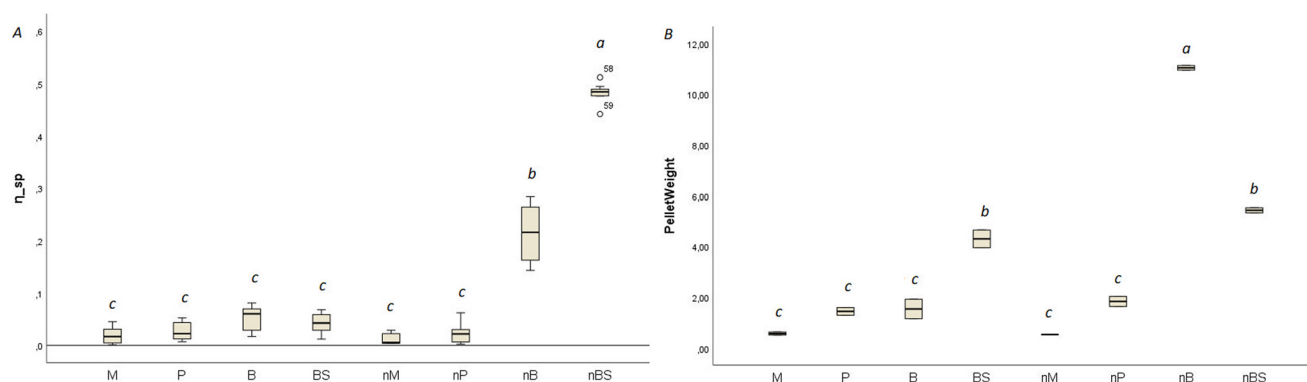 A
η_sp
,6
,5
,4
,3
,2
,1
,0
c
c
c
c
c
c
b
a
58
59
M P B BS nM nP nB nBS
B
PelletWeight
12,00
10,00
8,00
6,00
4,00
2,00
,00
c
c
c
b
c
c
a
b
M P B BS nM nP nB nBS